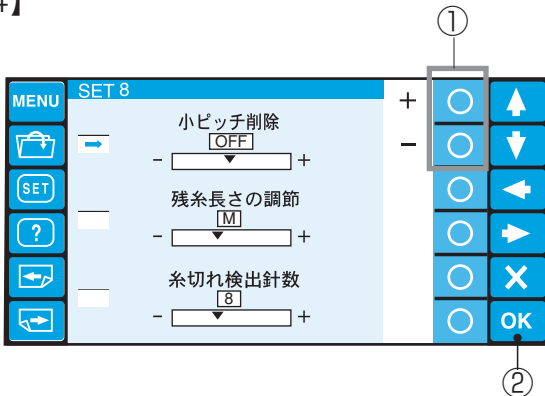 +】
①
MENU
SET 8
+
小ピッチ削除
OFF
-
+
-
SET
残糸長さの調節
M
-
+
?
糸切れ検出針数
8
-
+
OK
②